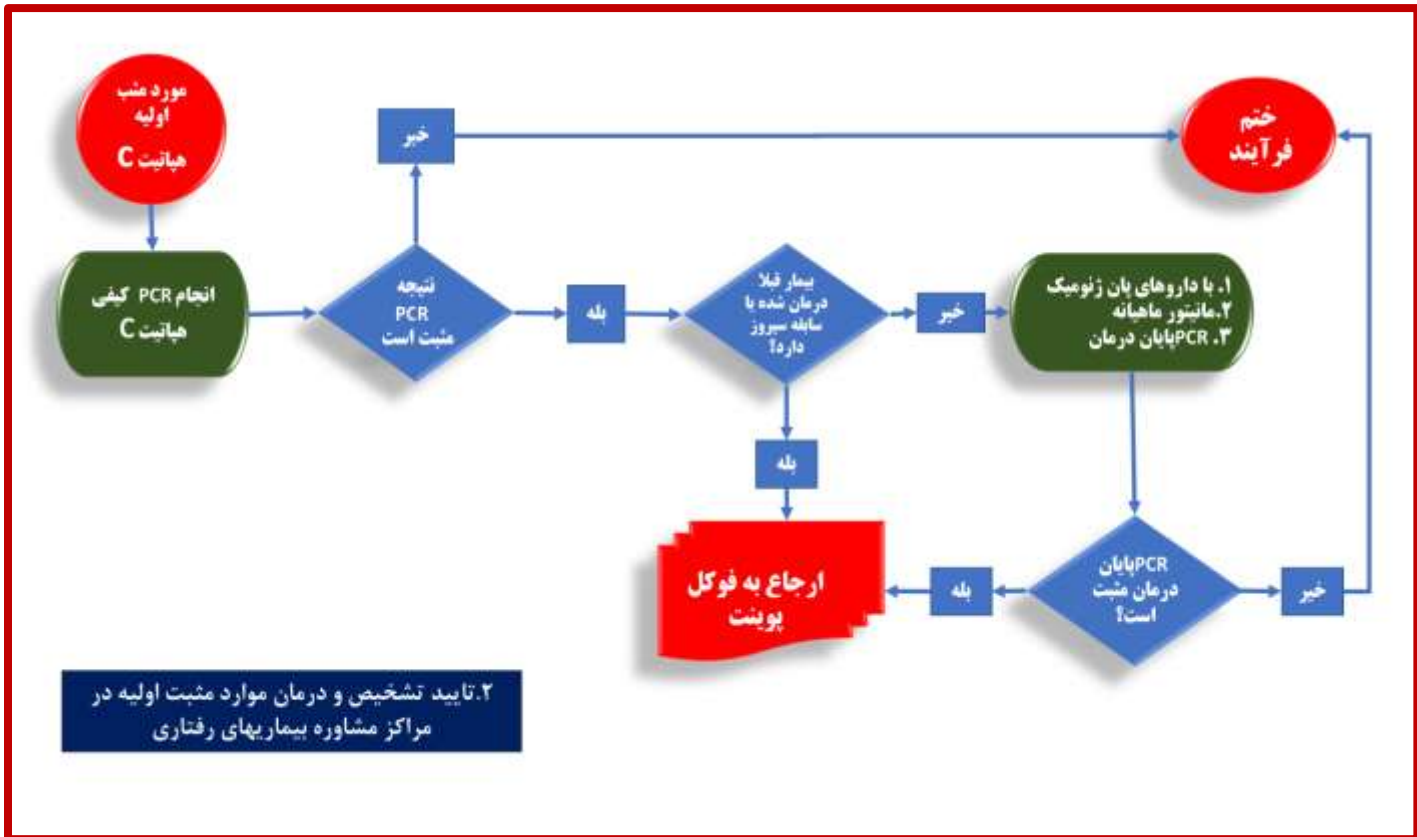 مورد مثب
اولیه
هپاتیت C
انجام PCR کیفی
هپاتیت C
نتیجه
PCR
مثبت است
خیر
بله
بیمار قبلا
درمان شده یا
سابقه سیروز
دارد؟
خیر
۱. با داروهای پان ژنومیک
۲.مانیتور ماهیانه
۳. PCRپایان درمان
ختم
فرآیند
بله
ارجاع به فوکل
پوینت
بله
PCRپایان
درمان مثبت
است؟
خیر
۲.تایید تشخیص و درمان موارد مثبت اولیه در
مراکز مشاوره بیماریهای رفتاری